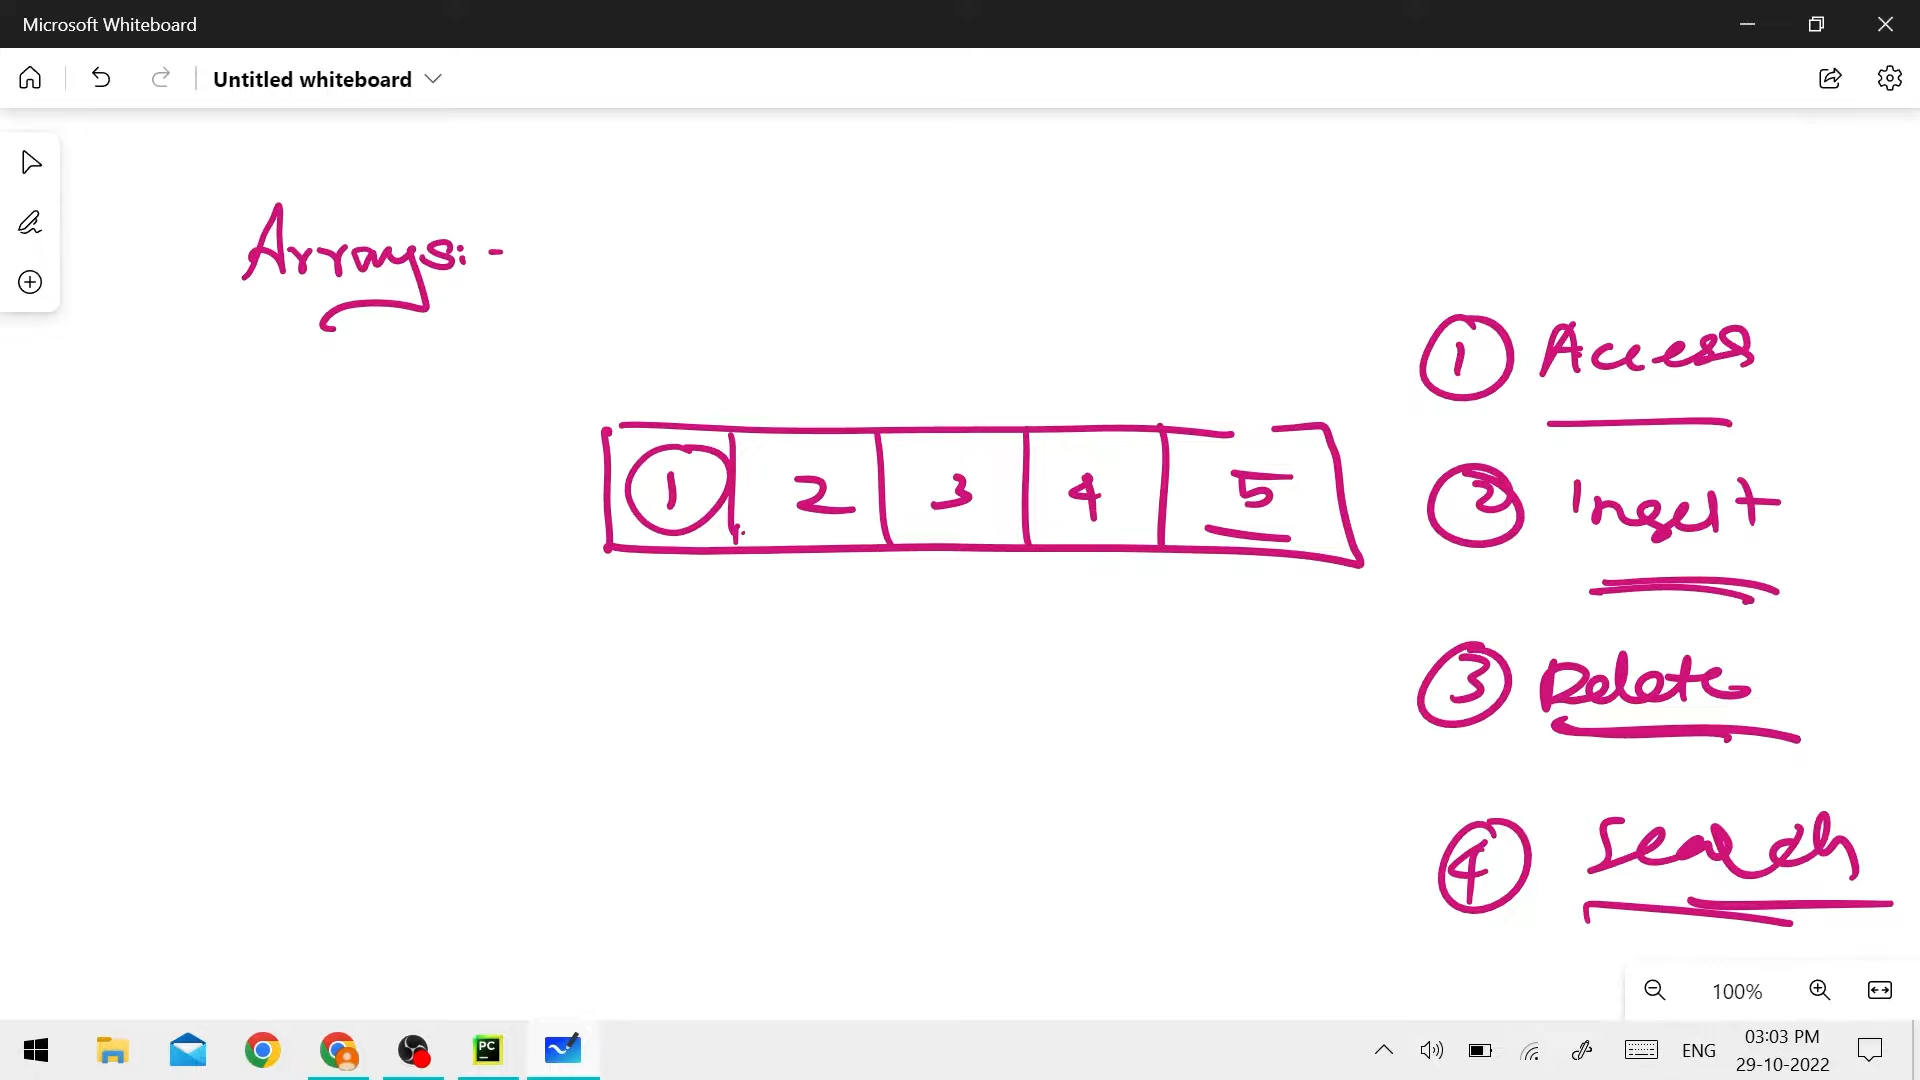 Microsoft Whiteboard
Untitled whiteboard
Arrays:-
① Access
1 2 3 4 5
② Insert
③ Delete
④ Search
100%
PC
ENG
03:03 PM
29-10-2022